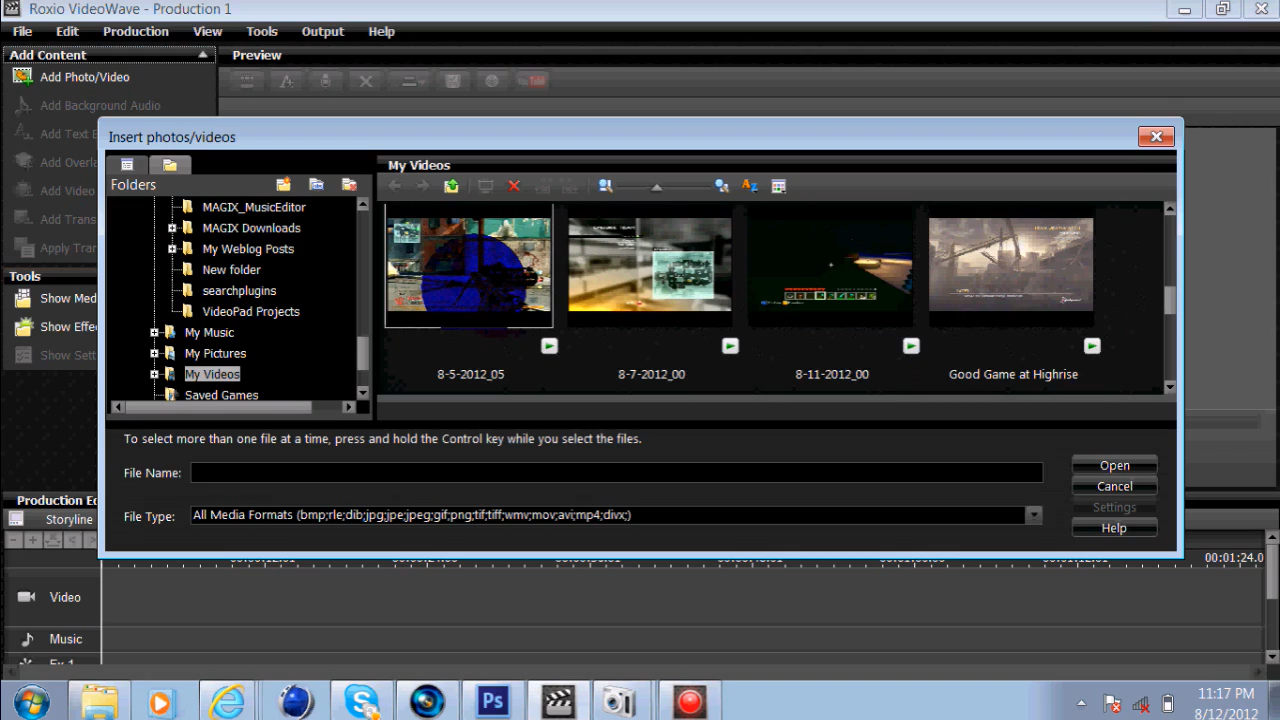 Roxio VideoWave - Production 1
File Edit Production View Tools Output Help
Add Content
Preview
Add Photo/Video
Add Background Audio
Add Text E
Add Overla
Add Video
Add Trans
Apply Tran
Tools
Show Med
Show Effe
Show Sett
Insert photos/videos
Folders
MAGIX_MusicEditor
MAGIX Downloads
My Weblog Posts
New folder
searchplugins
VideoPad Projects
My Music
My Pictures
My Videos
Saved Games
My Videos
8-5-2012_05
8-7-2012_00
8-11-2012_00
Good Game at Highrise
To select more than one file at a time, press and hold the Control key while you select the files.
File Name:
File Type: All Media Formats (bmp;rle;dib;jpg;jpe;jpeg;gif;png;tif;tiff;wmv;mov;avi;mp4;divx;)
Open
Cancel
Settings
Help
Production Ed
Storyline
00:01:24.0
Video
Music
Fx 1
Ps
11:17 PM
8/12/2012